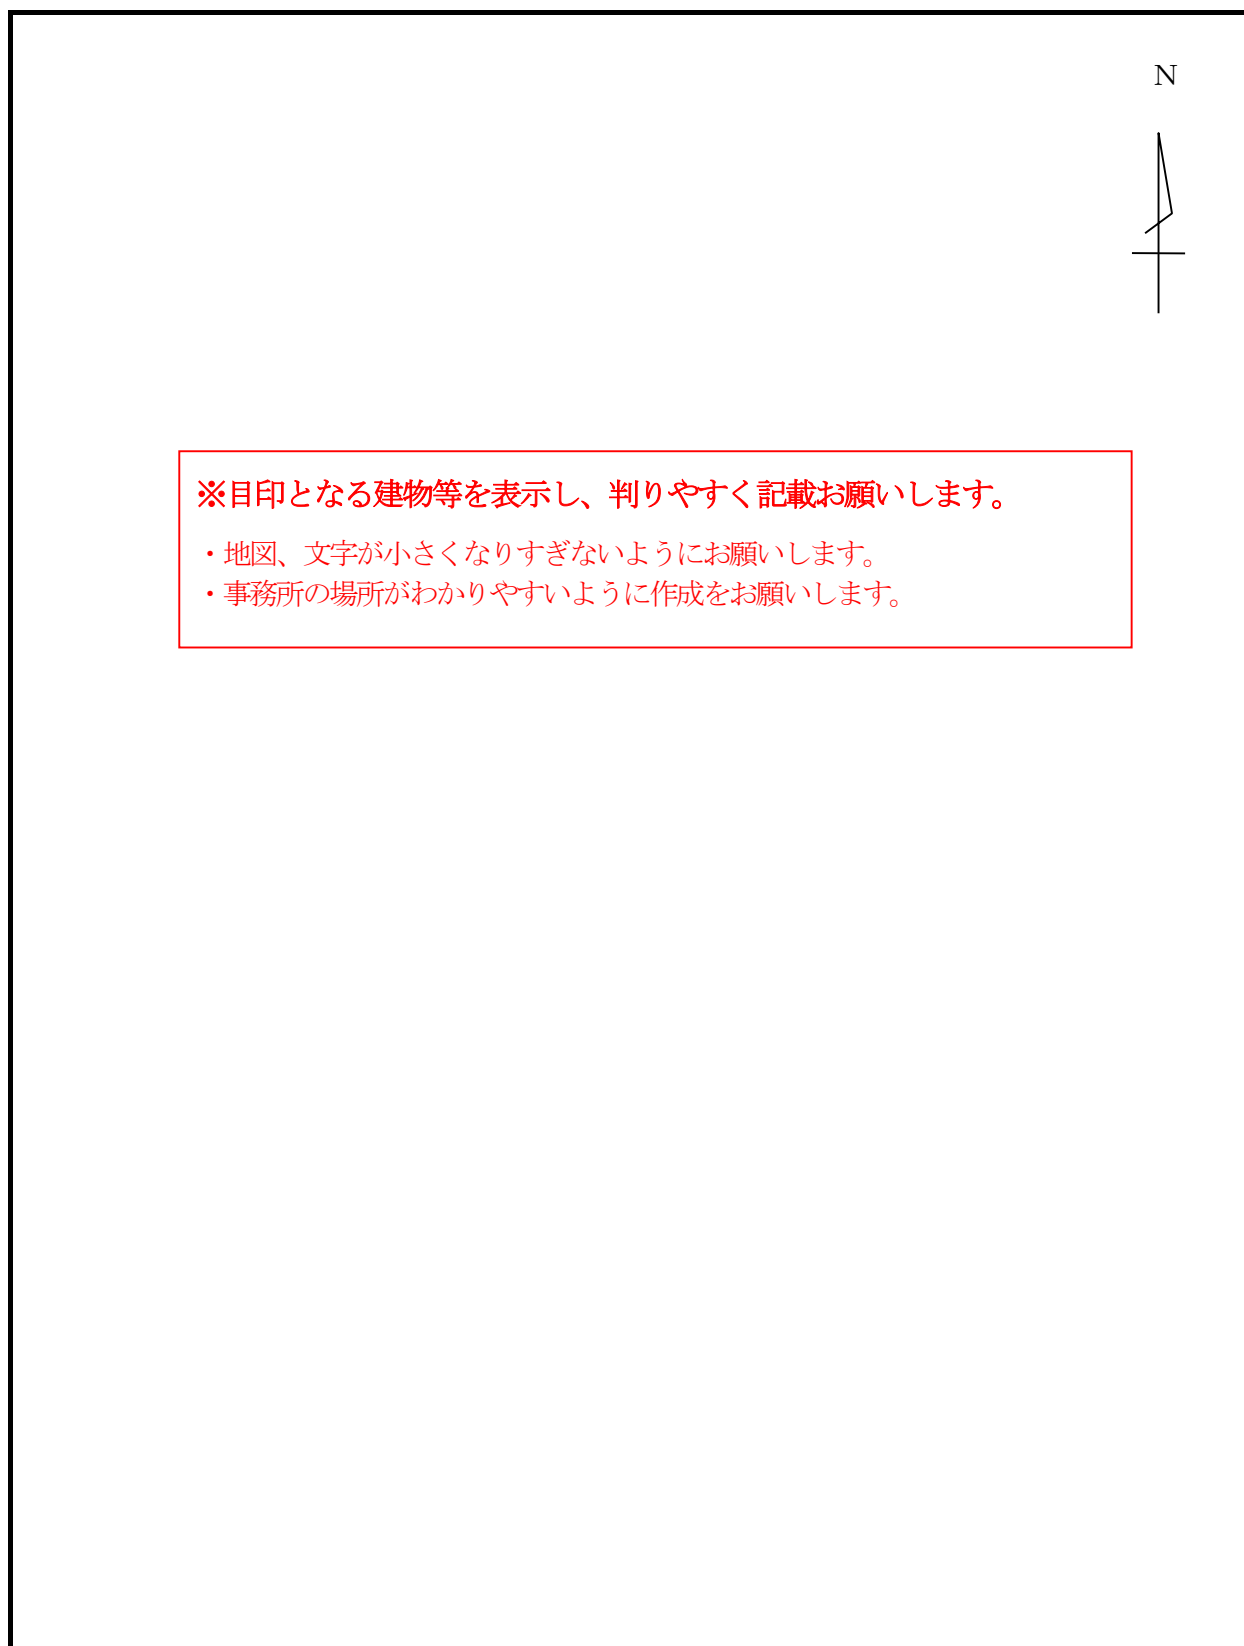 N
※目印となる建物等を表示し、判りやすく記載お願いします。
・地図、文字が小さくなりすぎないようにお願いします。
・事務所の場所がわかりやすいように作成をお願いします。